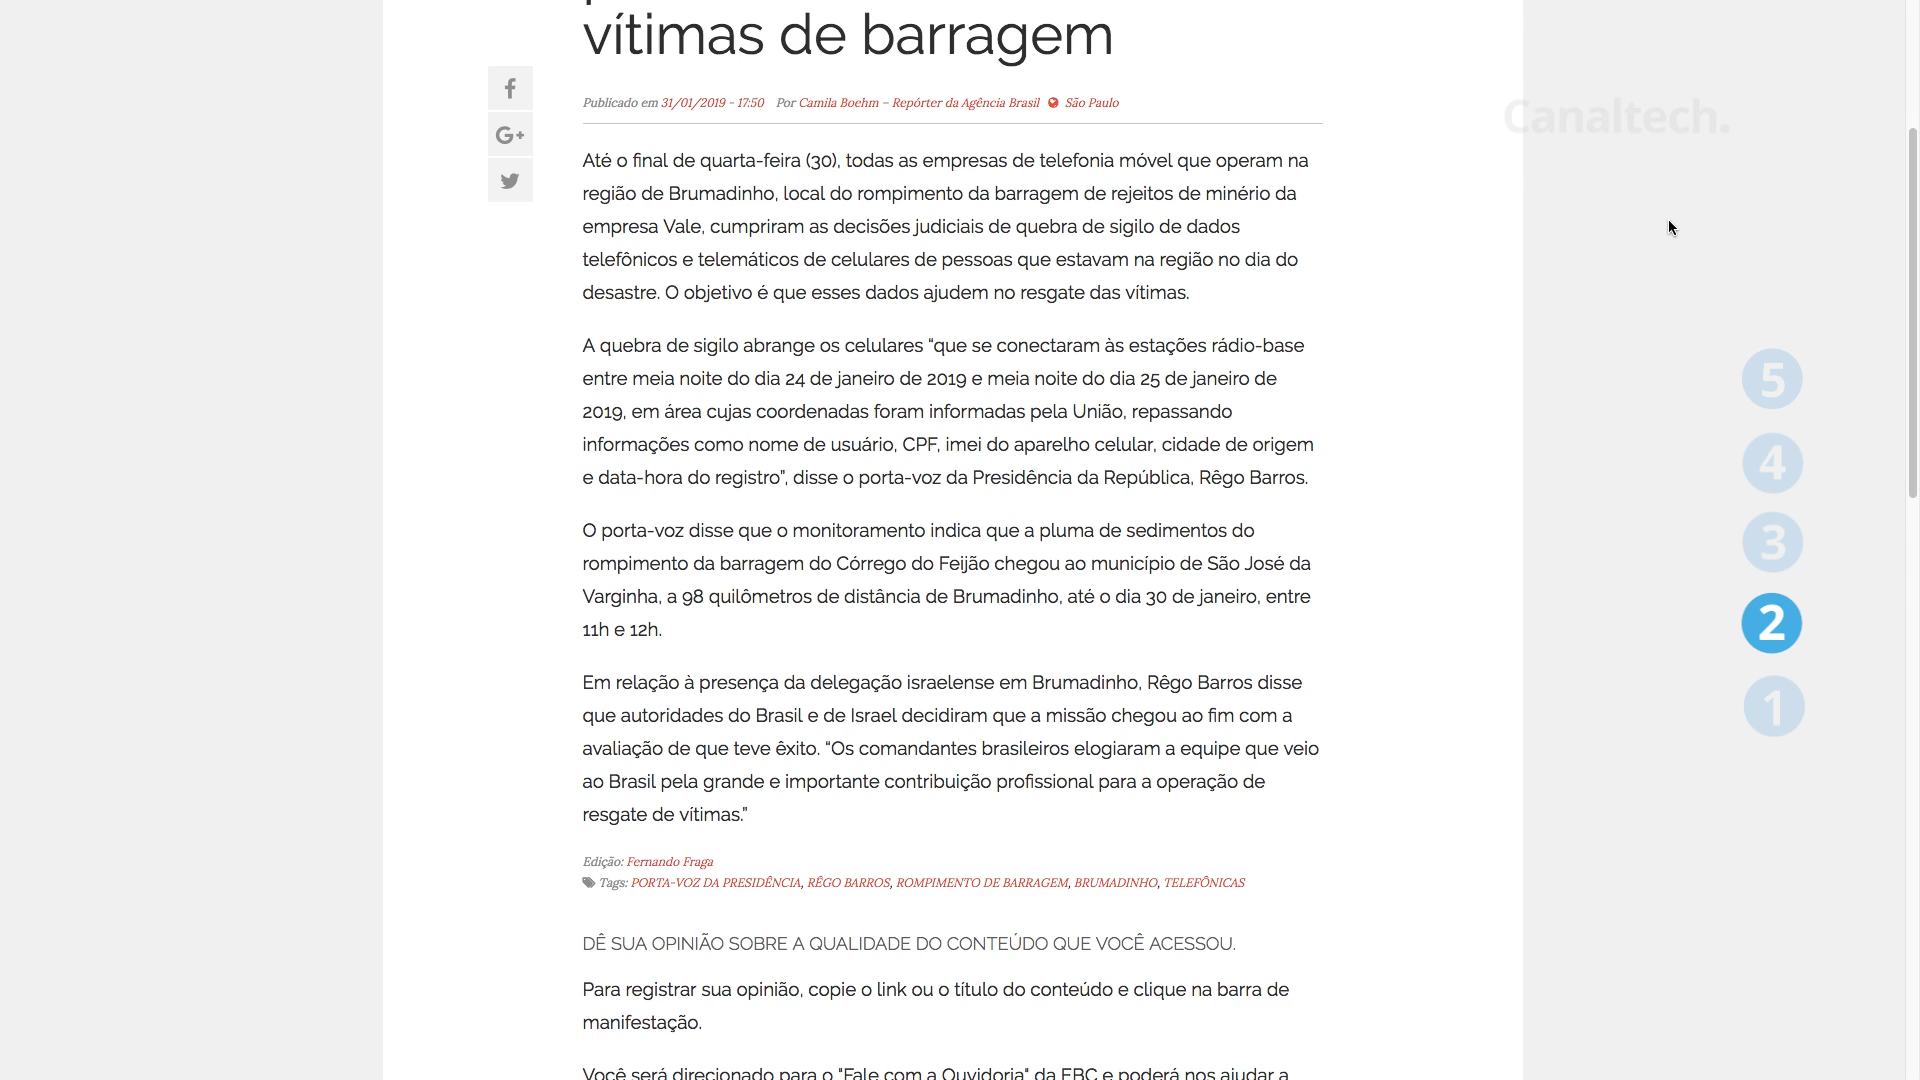 vítimas de barragem
Publicado em 31/01/2019 - 17:50 Por Camila Boehm – Repórter da Agência Brasil São Paulo
Canaltech.
Até o final de quarta-feira (30), todas as empresas de telefonia móvel que operam na
região de Brumadinho, local do rompimento da barragem de rejeitos de minério da
empresa Vale, cumpriram as decisões judiciais de quebra de sigilo de dados
telefônicos e telemáticos de celulares de pessoas que estavam na região no dia do
desastre. O objetivo é que esses dados ajudem no resgate das vítimas.
A quebra de sigilo abrange os celulares “que se conectaram às estações rádio-base
entre meia noite do dia 24 de janeiro de 2019 e meia noite do dia 25 de janeiro de
2019, em área cujas coordenadas foram informadas pela União, repassando
informações como nome de usuário, CPF, imei do aparelho celular, cidade de origem
e data-hora do registro”, disse o porta-voz da Presidência da República, Rêgo Barros.
O porta-voz disse que o monitoramento indica que a pluma de sedimentos do
rompimento da barragem do Córrego do Feijão chegou ao município de São José da
Varginha, a 98 quilômetros de distância de Brumadinho, até o dia 30 de janeiro, entre
11h e 12h.
Em relação à presença da delegação israelense em Brumadinho, Rêgo Barros disse
que autoridades do Brasil e de Israel decidiram que a missão chegou ao fim com a
avaliação de que teve êxito. “Os comandantes brasileiros elogiaram a equipe que veio
ao Brasil pela grande e importante contribuição profissional para a operação de
resgate de vítimas.”
Edição: Fernando Fraga
Tags: PORTA-VOZ DA PRESIDÊNCIA, RÊGO BARROS, ROMPIMENTO DE BARRAGEM, BRUMADINHO, TELEFÔNICAS
DÊ SUA OPINIÃO SOBRE A QUALIDADE DO CONTEÚDO QUE VOCÊ ACESSOU.
Para registrar sua opinião, copie o link ou o título do conteúdo e clique na barra de
manifestação.
Você será direcionado para o "Fale com a Ouvidoria" da EBC e poderá nos ajudar a
G+
5
4
3
2
1